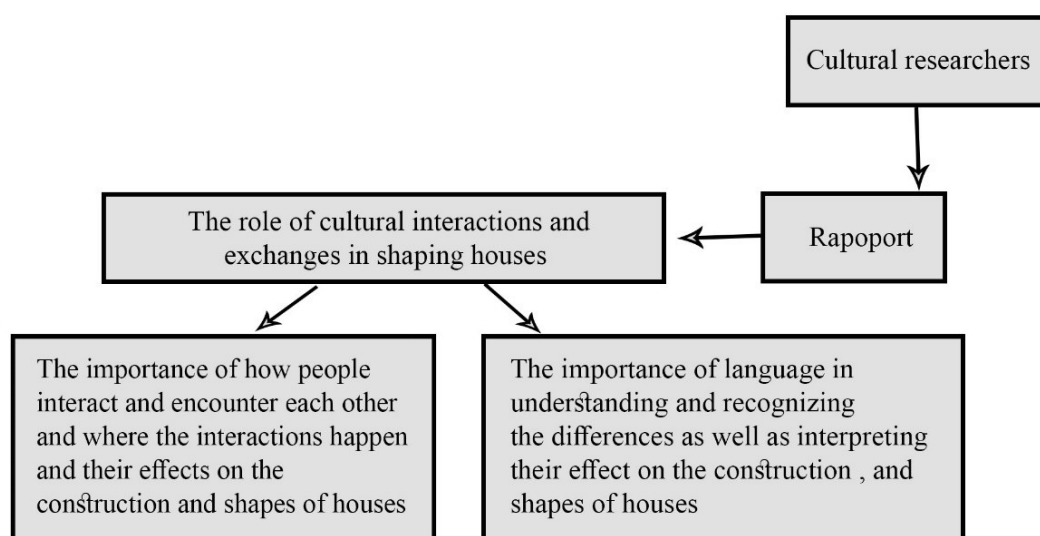 Cultural researchers
Rapoport
The role of cultural interactions and
exchanges in shaping houses
The importance of how people
interact and encounter each other
and where the interactions happen
and their effects on the
construction and shapes of houses
The importance of language in
understanding and recognizing
the differences as well as interpreting
their effect on the construction , and
shapes of houses